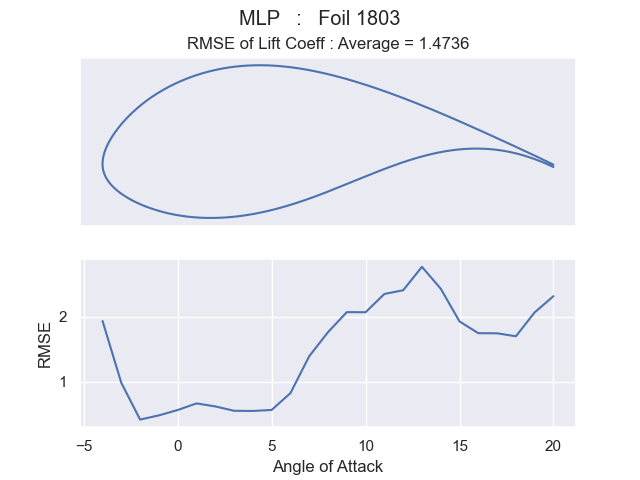 MLP   :   Foil 1803
RMSE of Lift Coeff : Average = 1.4736
2
1
RMSE
−5 0 5 10 15 20
Angle of Attack